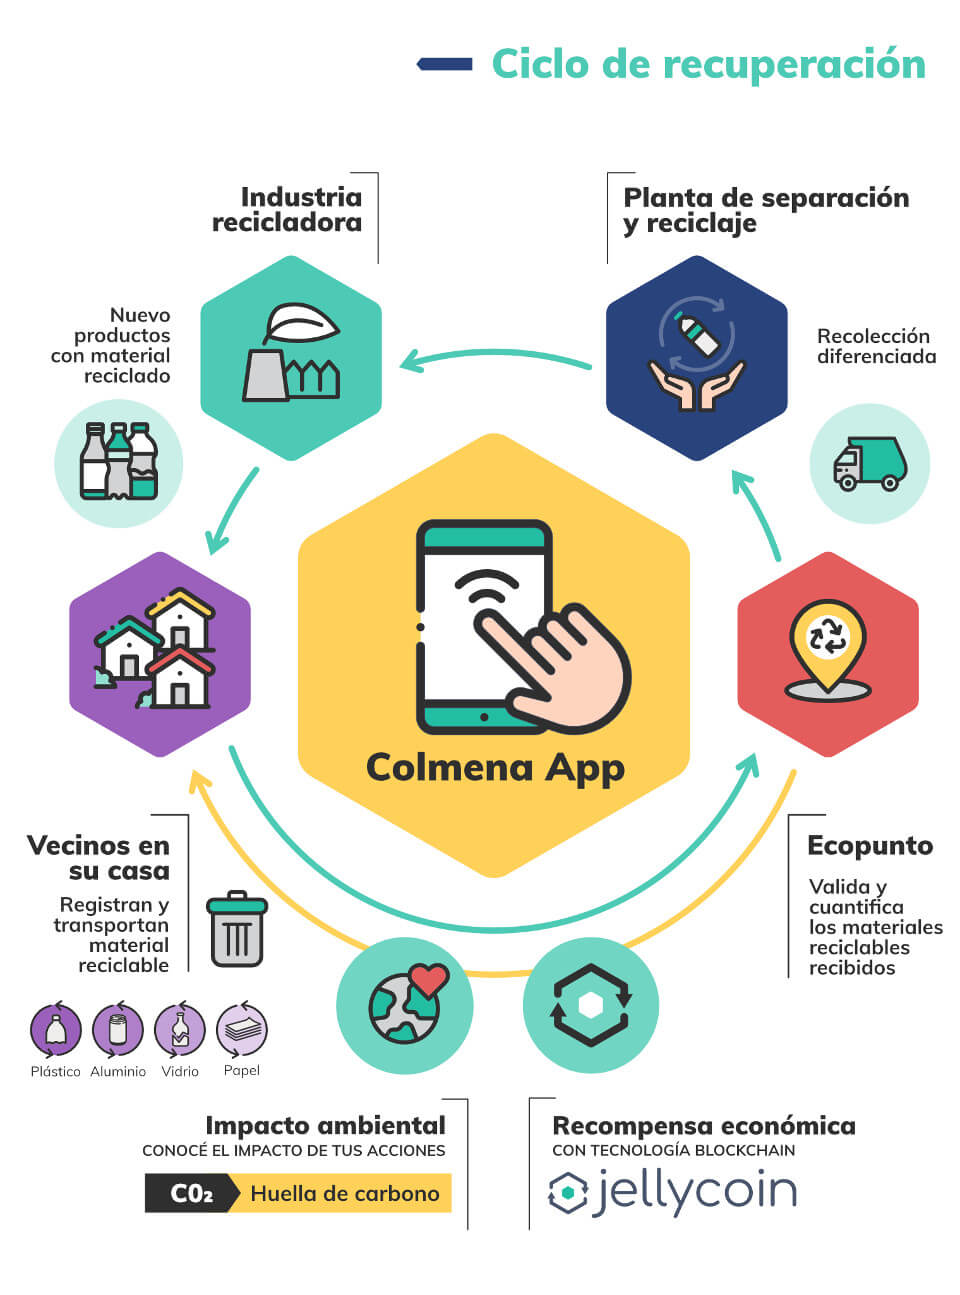 Ciclo de recuperación
Industria
recicladora
Planta de separación
y reciclaje
Nuevo
productos
con material
reciclado
Recolección
diferenciada
Colmena App
Vecinos en
su casa
Registran y
transportan
material
reciclable
Ecopunto
Valida y
cuantifica
los materiales
reciclables
recibidos
Plástico
Aluminio
Vidrio
Papel
Impacto ambiental
CONOCÉ EL IMPACTO DE TUS ACCIONES
C0₂
Huella de carbono
Recompensa económica
CON TECNOLOGÍA BLOCKCHAIN
jellycoin